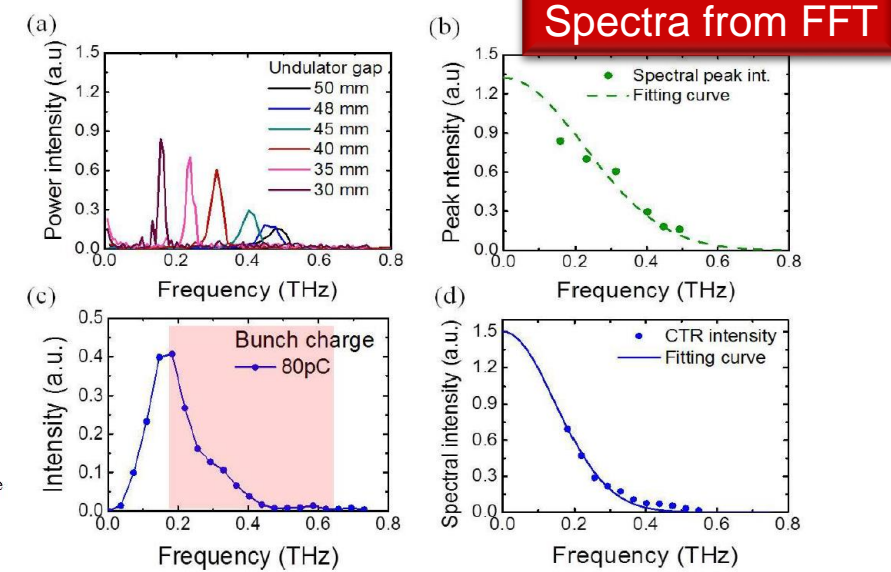 Spectra from FFT
(a)
1.5
1.2
0.9
0.6
0.3
0.0
Power intensity (a.u)
Undulator gap
50 mm
48 mm
45 mm
40 mm
35 mm
30 mm
0.0 0.2 0.4 0.6 0.8
Frequency (THz)
(b)
1.5
1.2
0.9
0.6
0.3
0.0
Peak ntensity (a.u)
Spectral peak int.
Fitting curve
0.0 0.2 0.4 0.6 0.8
Frequency (THz)
(c)
0.5
0.4
0.3
0.2
0.1
0.0
Intensity (a.u.)
Bunch charge
80pC
0.0 0.2 0.4 0.6 0.8
Frequency (THz)
e
(d)
1.5
1.2
0.9
0.6
0.3
0.0
Spectral intensity (a.u.)
CTR intensity
Fitting curve
0.0 0.2 0.4 0.6 0.8
Frequency (THz)